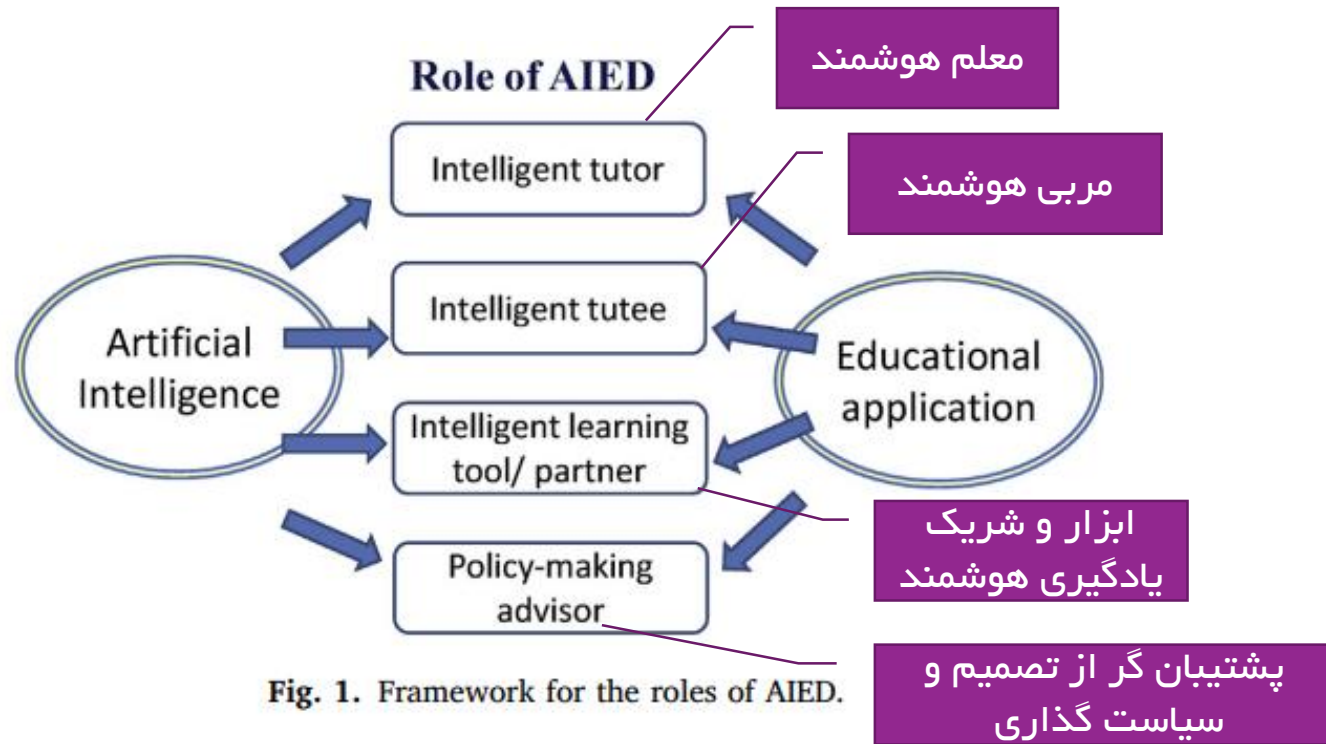 معلم هوشمند
Role of AIED
Intelligent tutor
مربی هوشمند
Intelligent tutee
Artificial
Intelligence
Educational
application
Intelligent learning
tool/ partner
ابزار و شریک
یادگیری هوشمند
Policy-making
advisor
پشتیبان گر از تصمیم و
سیاست گذاری
Fig. 1. Framework for the roles of AIED.